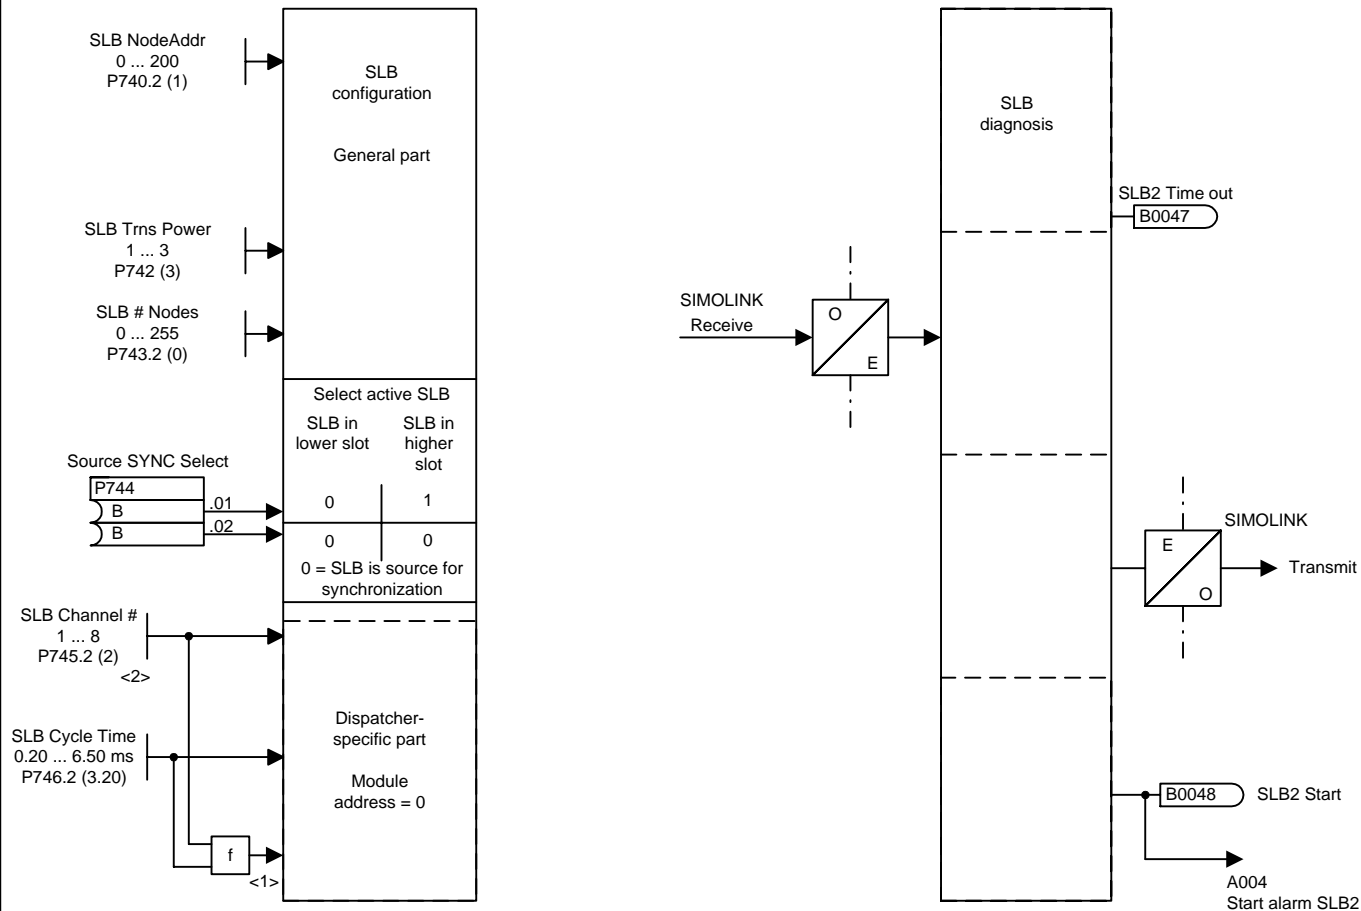 SLB NodeAddr
0 ... 200
P740.2 (1)
SLB
configuration
General part
SLB Trns Power
1 ... 3
P742 (3)
SLB # Nodes
0 ... 255
P743.2 (0)
Select active SLB
SLB in
lower slot
SLB in
higher
slot
Source SYNC Select
P744
B
.01
0
1
B
.02
0
0
0 = SLB is source for
synchronization
SLB Channel #
1 ... 8
P745.2 (2)
<2>
SLB Cycle Time
0.20 ... 6.50 ms
P746.2 (3.20)
Dispatcher-
specific part
Module
address = 0
f
<1>
SLB
diagnosis
SLB2 Time out
B0047
SIMOLINK
Receive
O
E
SIMOLINK
E
O
Transmit
B0048
SLB2 Start
A004
Start alarm SLB2